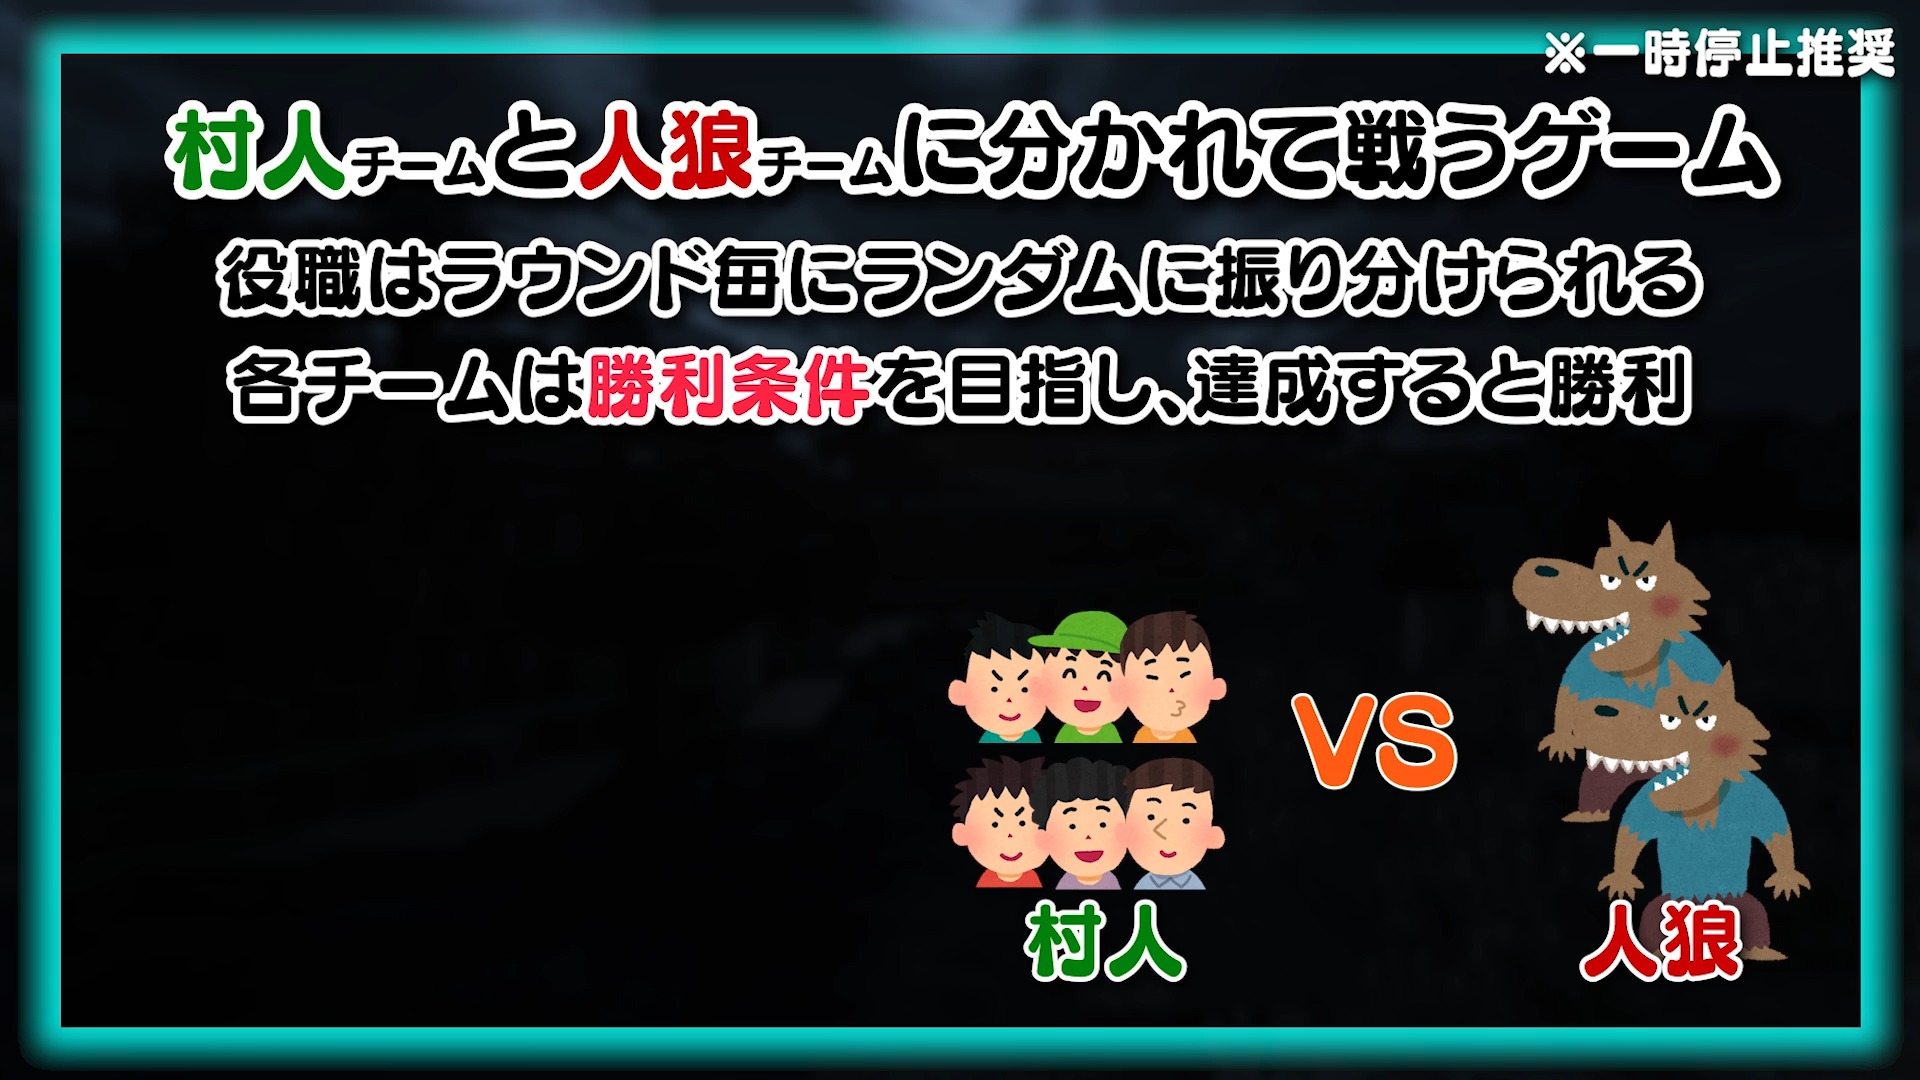 ※一時停止推奨
村人チームと人狼チームに分かれて戦うゲーム
役職はラウンド毎にランダムに振り分けられる
各チームは勝利条件を目指し、達成すると勝利
VS
村人
人狼